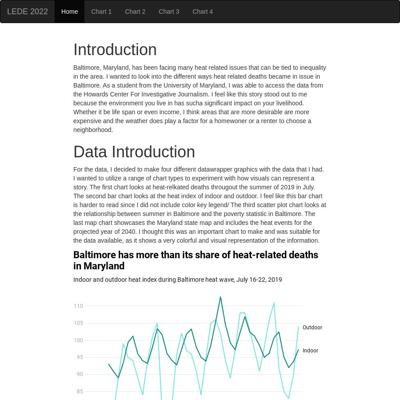 LEDE 2022 Home Chart 1 Chart 2 Chart 3 Chart 4
Introduction
Baltimore, Maryland, has been facing many heat related issues that can be tied to inequality
in the area. I wanted to look into the different ways heat related deaths became in issue in
Baltimore. As a student from the University of Maryland, I was able to access the data from
the Howards Center For Investigative Journalism. I feel like this story stood out to me
because the environment you live in has sucha significant impact on your livelihood.
Whether it be life span or even income, I think areas that are more desirable are more
expensive and the weather does play a factor for a homeowner or a renter to choose a
neighborhood.
Data Introduction
For the data, I decided to make four different datawrapper graphics with the data that I had.
I wanted to utilize a range of chart types to experiment with how visuals can represent a
story. The first chart looks at heat-relkated deaths througout the summer of 2019 in July.
The second bar chart looks at the heat index of indoor and outdoor. I feel like this bar chart
is harder to read since I did not include color key legend/ The third scatter plot chart looks at
the relationship between summer in Baltimore and the poverty statistic in Baltimore. The
last map chart showcases the Maryland state map and includes the heat events for the
projected year of 2040. I thought this was an important chart to make and was suitable for
the data available, as it shows a very colorful and visual representation of the information.
Baltimore has more than its share of heat-related deaths
in Maryland
Indoor and outdoor heat index during Baltimore heat wave, July 16-22, 2019
110
105
Outdoor
100
Indoor
95
90
85